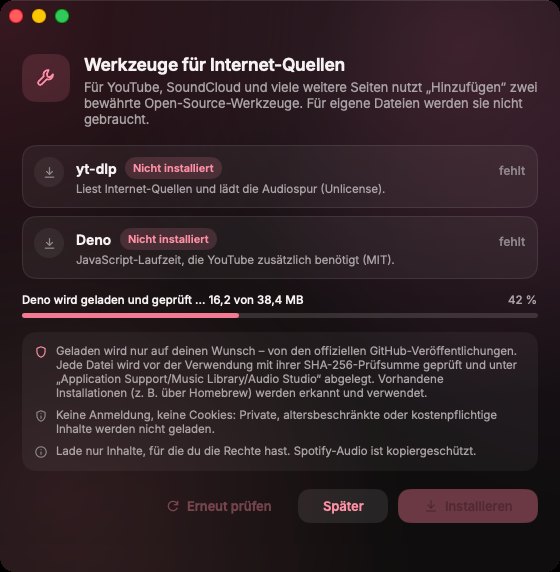 Werkzeuge für Internet-Quellen
Für YouTube, SoundCloud und viele weitere Seiten nutzt „Hinzufügen“ zwei
bewährte Open-Source-Werkzeuge. Für eigene Dateien werden sie nicht
gebraucht.
yt-dlp Nicht installiert fehlt
Liest Internet-Quellen und lädt die Audiospur (Unlicense).
Deno Nicht installiert fehlt
JavaScript-Laufzeit, die YouTube zusätzlich benötigt (MIT).
Deno wird geladen und geprüft ... 16,2 von 38,4 MB 42 %
Geladen wird nur auf deinen Wunsch – von den offiziellen GitHub-Veröffentlichungen.
Jede Datei wird vor der Verwendung mit ihrer SHA-256-Prüfsumme geprüft und unter
„Application Support/Music Library/Audio Studio“ abgelegt. Vorhandene
Installationen (z. B. über Homebrew) werden erkannt und verwendet.
Keine Anmeldung, keine Cookies: Private, altersbeschränkte oder kostenpflichtige
Inhalte werden nicht geladen.
Lade nur Inhalte, für die du die Rechte hast. Spotify-Audio ist kopiergeschützt.
Erneut prüfen Später Installieren